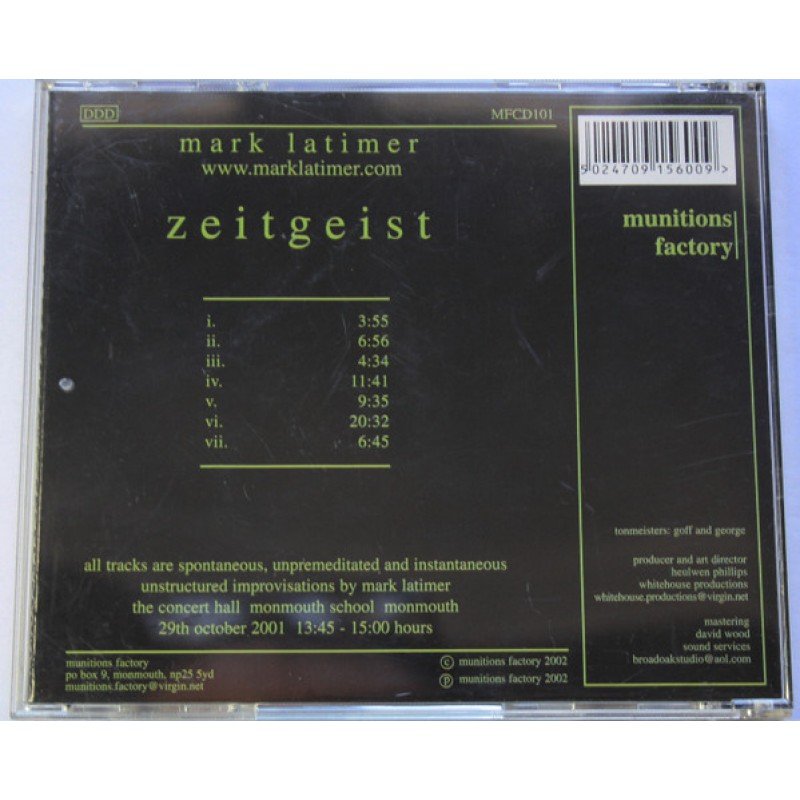 DDD
MFCD101
mark latimer
www.marklatimer.com
zeitgeist
i. 3:55
ii. 6:56
iii. 4:34
iv. 11:41
v. 9:35
vi. 20:32
vii. 6:45
all tracks are spontaneous, unpremeditated and instantaneous
unstructured improvisations by mark latimer
the concert hall monmouth school monmouth
29th october 2001 13:45 - 15:00 hours
munitions factory
po box 9, monmouth, np25 5yd
munitions.factory@virgin.net
c munitions factory 2002
p munitions factory 2002
5 024709 156009 >
munitions
factory
tonmeisters: goff and george
producer and art director
heulwen phillips
whitehouse productions
whitehouse.productions@virgin.net
mastering
david wood
sound services
broadoakstudio@aol.com